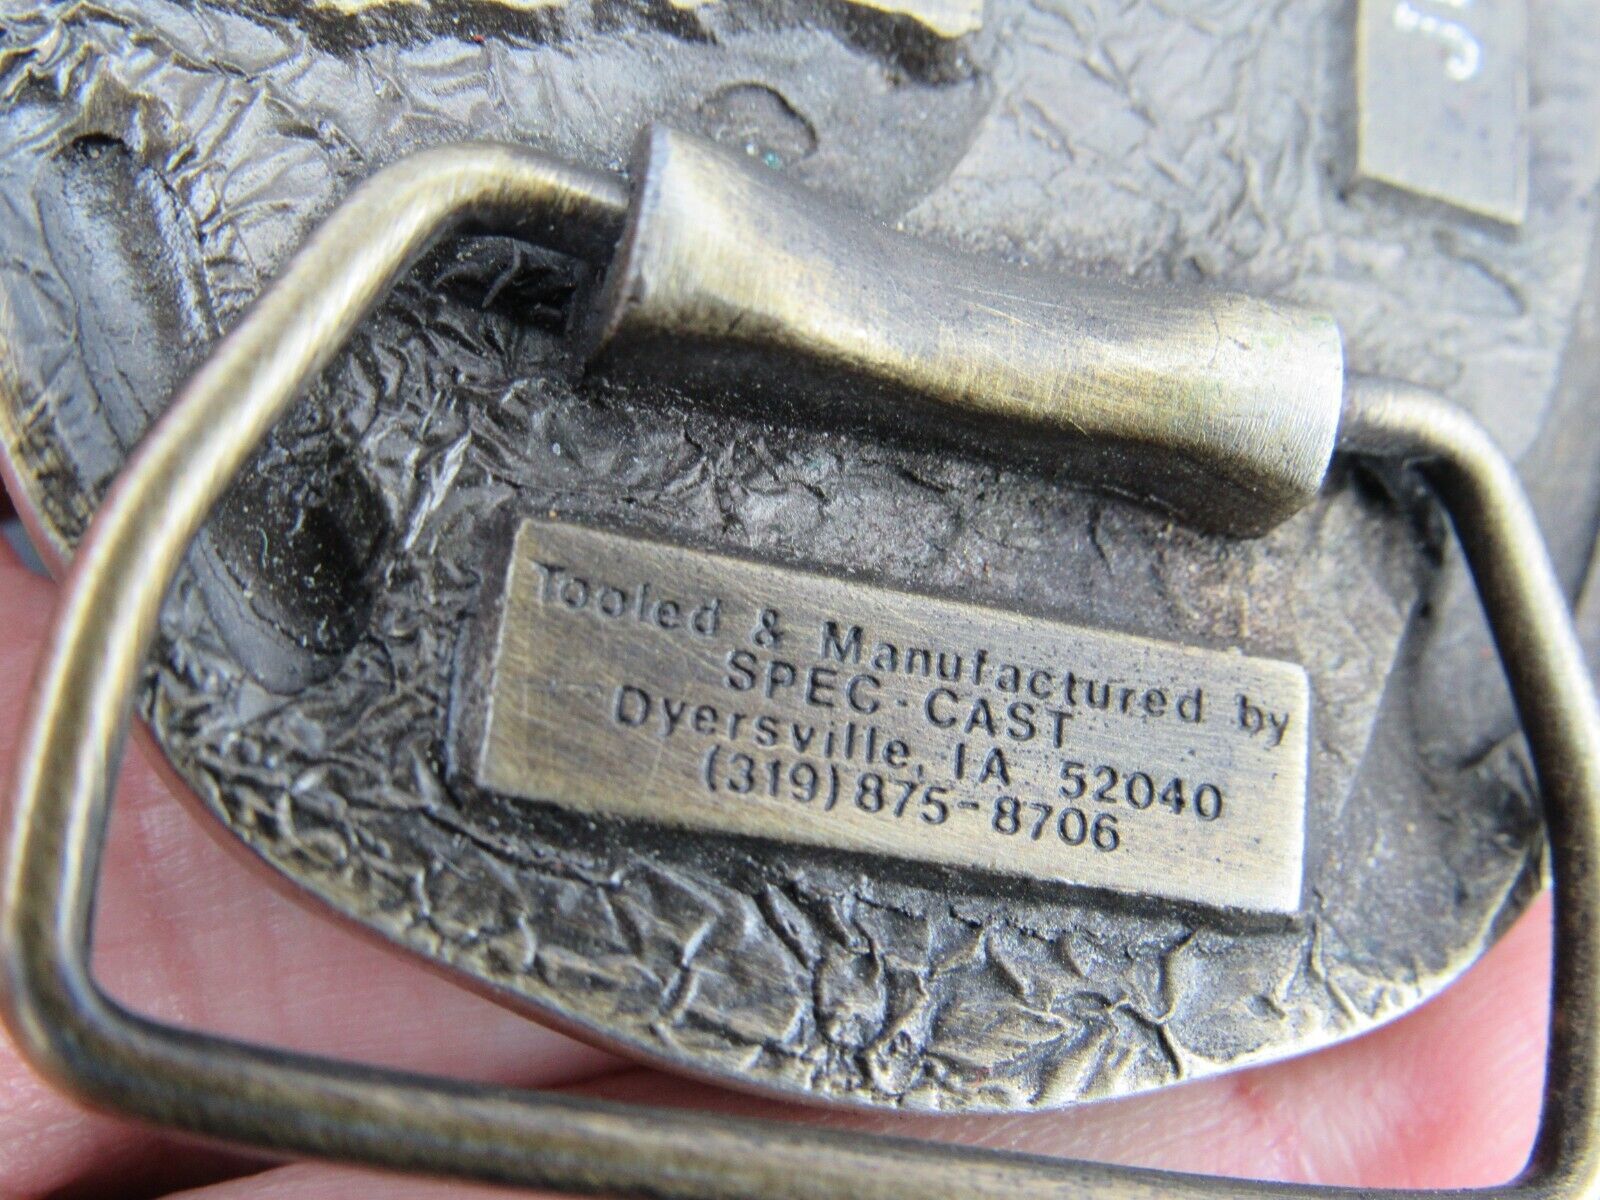 Tooled & Manufactured by
SPEC-CAST
Dyersville, IA 52040
(319) 875-8706